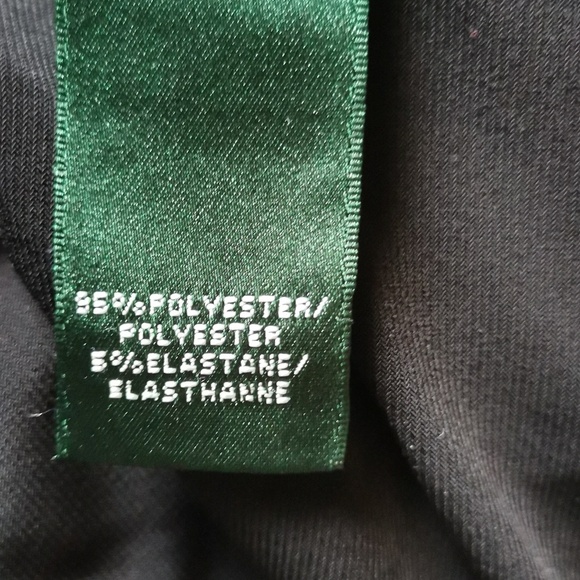 95%POLYESTER/
POLYESTER
5%ELASTANE/
ELASTHANNE